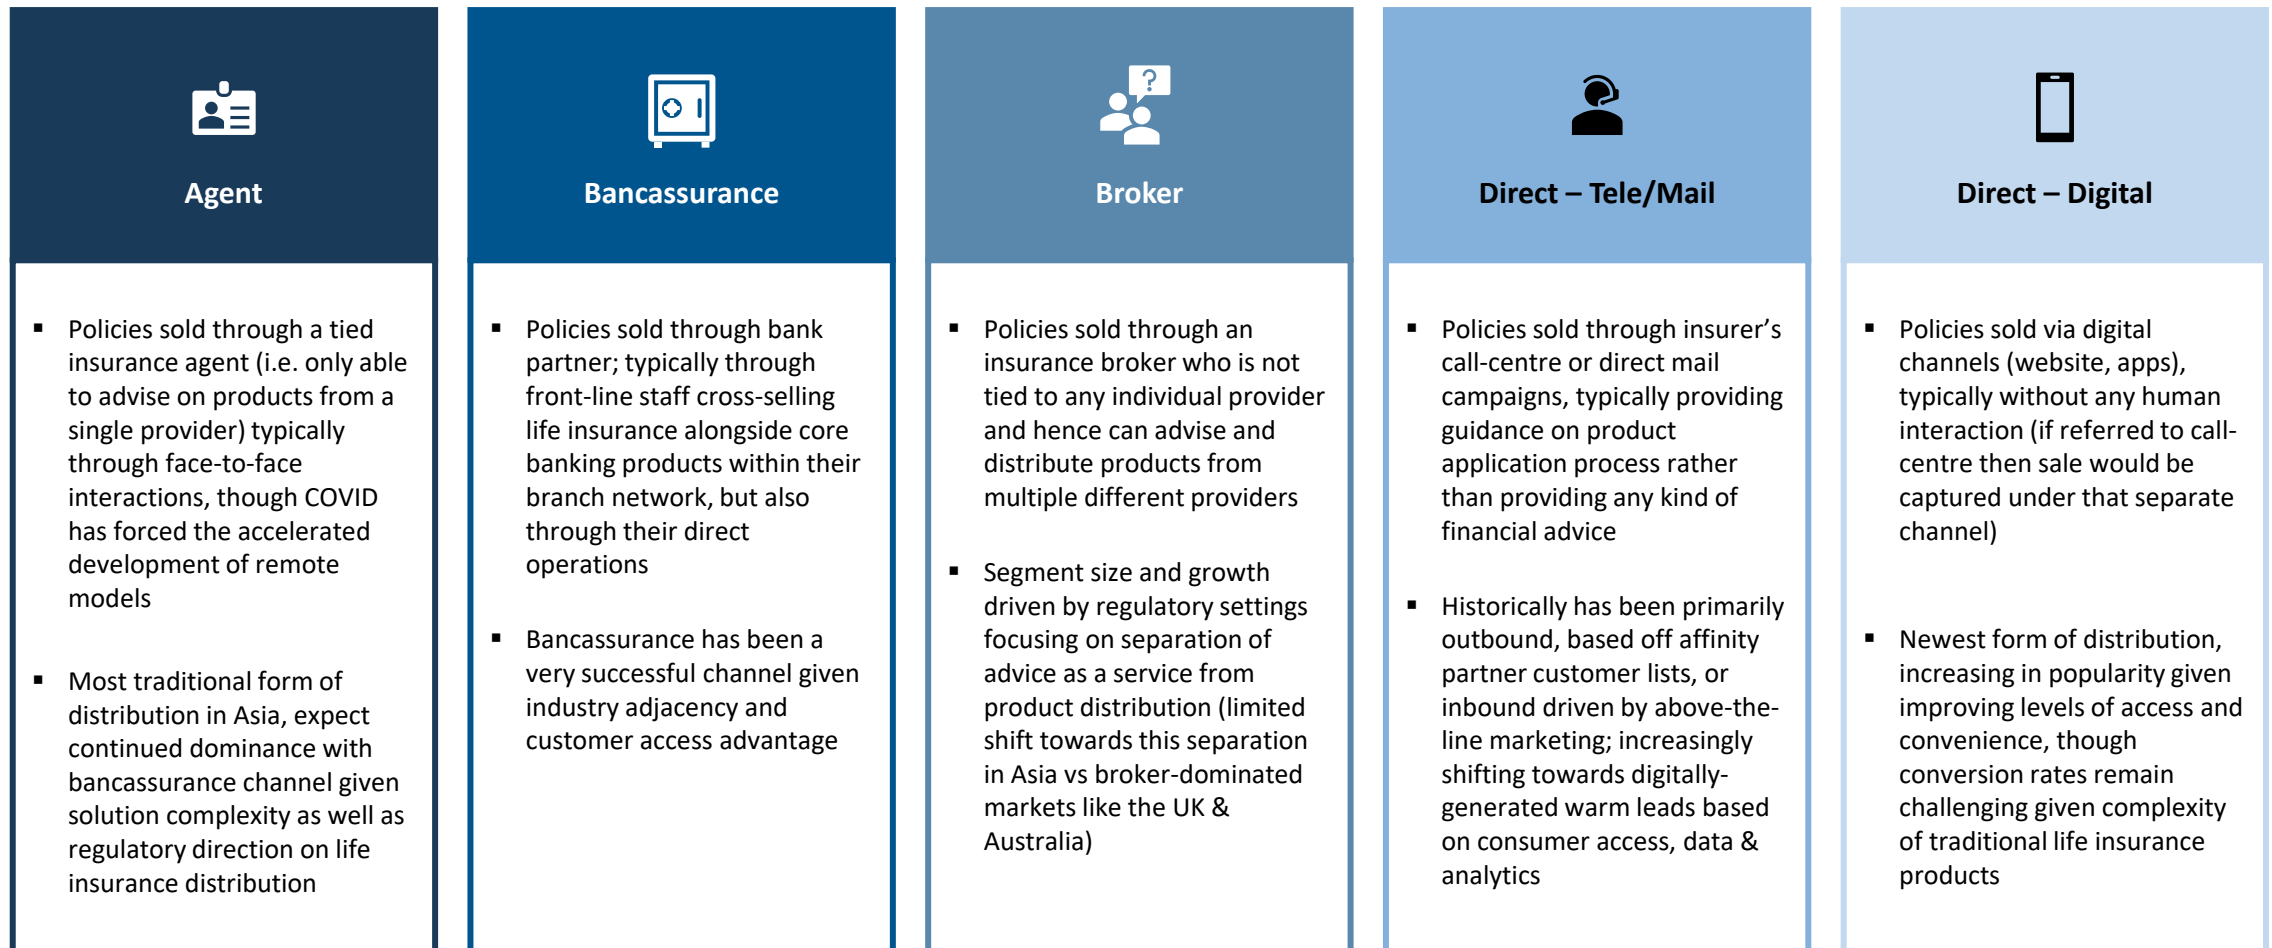 Agent
▪ Policies sold through a tied
insurance agent (i.e. only able
to advise on products from a
single provider) typically
through face-to-face
interactions, though COVID
has forced the accelerated
development of remote
models
▪ Most traditional form of
distribution in Asia, expect
continued dominance with
bancassurance channel given
solution complexity as well as
regulatory direction on life
insurance distribution
Bancassurance
▪ Policies sold through bank
partner; typically through
front-line staff cross-selling
life insurance alongside core
banking products within their
branch network, but also
through their direct
operations
▪ Bancassurance has been a
very successful channel given
industry adjacency and
customer access advantage
?
Broker
▪ Policies sold through an
insurance broker who is not
tied to any individual provider
and hence can advise and
distribute products from
multiple different providers
▪ Segment size and growth
driven by regulatory settings
focusing on separation of
advice as a service from
product distribution (limited
shift towards this separation
in Asia vs broker-dominated
markets like the UK &
Australia)
Direct – Tele/Mail
▪ Policies sold through insurer’s
call-centre or direct mail
campaigns, typically providing
guidance on product
application process rather
than providing any kind of
financial advice
▪ Historically has been primarily
outbound, based off affinity
partner customer lists, or
inbound driven by above-the-
line marketing; increasingly
shifting towards digitally-
generated warm leads based
on consumer access, data &
analytics
Direct – Digital
▪ Policies sold via digital
channels (website, apps),
typically without any human
interaction (if referred to call-
centre then sale would be
captured under that separate
channel)
▪ Newest form of distribution,
increasing in popularity given
improving levels of access and
convenience, though
conversion rates remain
challenging given complexity
of traditional life insurance
products